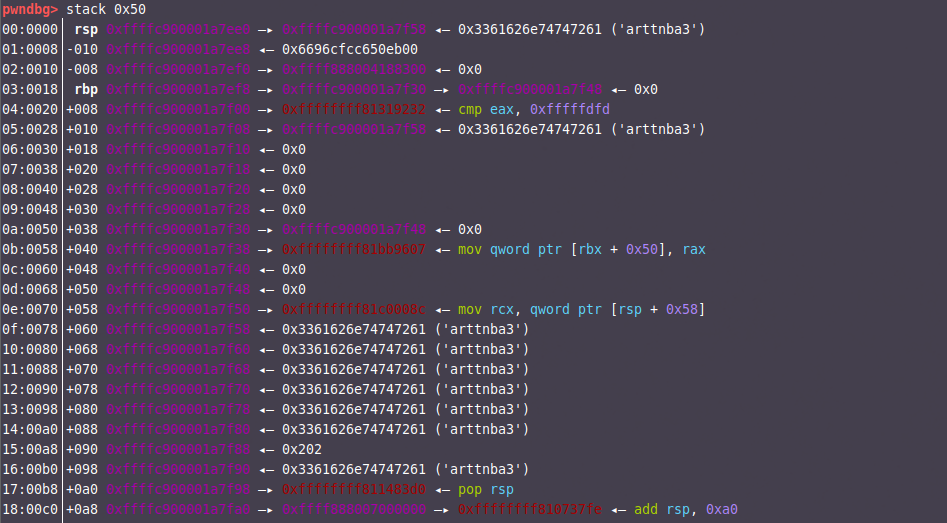 pwndbg> stack 0x50
00:0000│ rsp 0xffffc900001a7ee0 —▸ 0xffffc900001a7f58 ◂— 0x3361626e74747261 ('arttnba3')
01:0008│-010 0xffffc900001a7ee8 ◂— 0x6696cfcc650eb00
02:0010│-008 0xffffc900001a7ef0 —▸ 0xffff888004188300 ◂— 0x0
03:0018│ rbp 0xffffc900001a7ef8 —▸ 0xffffc900001a7f38 —▸ 0xffffc900001a7f48 ◂— 0x0
04:0020│+008 0xffffc900001a7f00 —▸ 0xffffffff81319232 ◂— cmp eax, 0xfffffdfd
05:0028│+010 0xffffc900001a7f08 —▸ 0xffffc900001a7f58 ◂— 0x3361626e74747261 ('arttnba3')
06:0030│+018 0xffffc900001a7f10 ◂— 0x0
07:0038│+020 0xffffc900001a7f18 ◂— 0x0
08:0040│+028 0xffffc900001a7f20 ◂— 0x0
09:0048│+030 0xffffc900001a7f28 ◂— 0x0
0a:0050│+038 0xffffc900001a7f30 —▸ 0xffffc900001a7f48 ◂— 0x0
0b:0058│+040 0xffffc900001a7f38 —▸ 0xffffffff81bb9607 ◂— mov qword ptr [rbx + 0x50], rax
0c:0060│+048 0xffffc900001a7f40 ◂— 0x0
0d:0068│+050 0xffffc900001a7f48 ◂— 0x0
0e:0070│+058 0xffffc900001a7f50 —▸ 0xffffffff81c0008c ◂— mov rcx, qword ptr [rsp + 0x58]
0f:0078│+060 0xffffc900001a7f58 ◂— 0x3361626e74747261 ('arttnba3')
10:0080│+068 0xffffc900001a7f60 ◂— 0x3361626e74747261 ('arttnba3')
11:0088│+070 0xffffc900001a7f68 ◂— 0x3361626e74747261 ('arttnba3')
12:0090│+078 0xffffc900001a7f70 ◂— 0x3361626e74747261 ('arttnba3')
13:0098│+080 0xffffc900001a7f78 ◂— 0x3361626e74747261 ('arttnba3')
14:00a0│+088 0xffffc900001a7f80 ◂— 0x3361626e74747261 ('arttnba3')
15:00a8│+090 0xffffc900001a7f88 ◂— 0x202
16:00b0│+098 0xffffc900001a7f90 ◂— 0x3361626e74747261 ('arttnba3')
17:00b8│+0a0 0xffffc900001a7f98 —▸ 0xffffffff811483d0 ◂— pop rsp
18:00c0│+0a8 0xffffc900001a7fa0 —▸ 0xffff888007000000 —▸ 0xffffffff810737fe ◂— add rsp, 0xa0